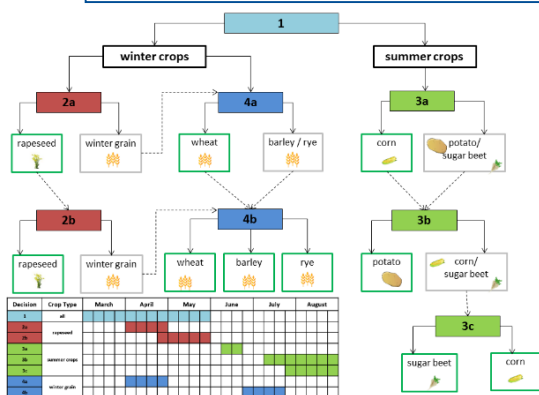 1
winter crops
summer crops
2a
4a
3a
rapeseed
winter grain
wheat
barley / rye
corn
potato/
sugar beet
2b
4b
3b
rapeseed
winter grain
wheat
barley
rye
potato
corn/
sugar beet
3c
sugar beet
corn
Decision Crop Type March April May June July August
1 all
2a
rapeseed
2b
3a
3b summer crops
3c
4a
winter grain
4b